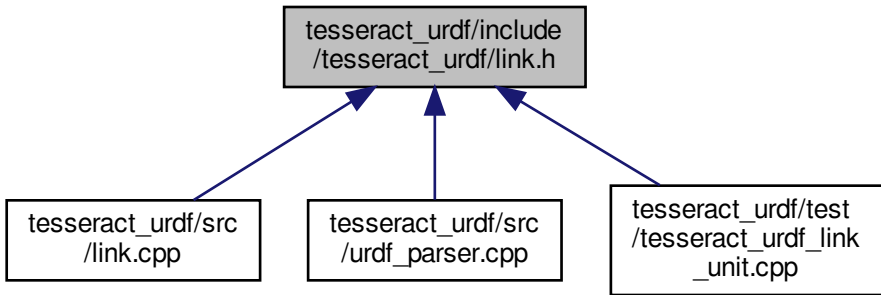 tesseract_urdf/include
/tesseract_urdf/link.h
tesseract_urdf/src
/link.cpp
tesseract_urdf/src
/urdf_parser.cpp
tesseract_urdf/test
/tesseract_urdf_link
_unit.cpp